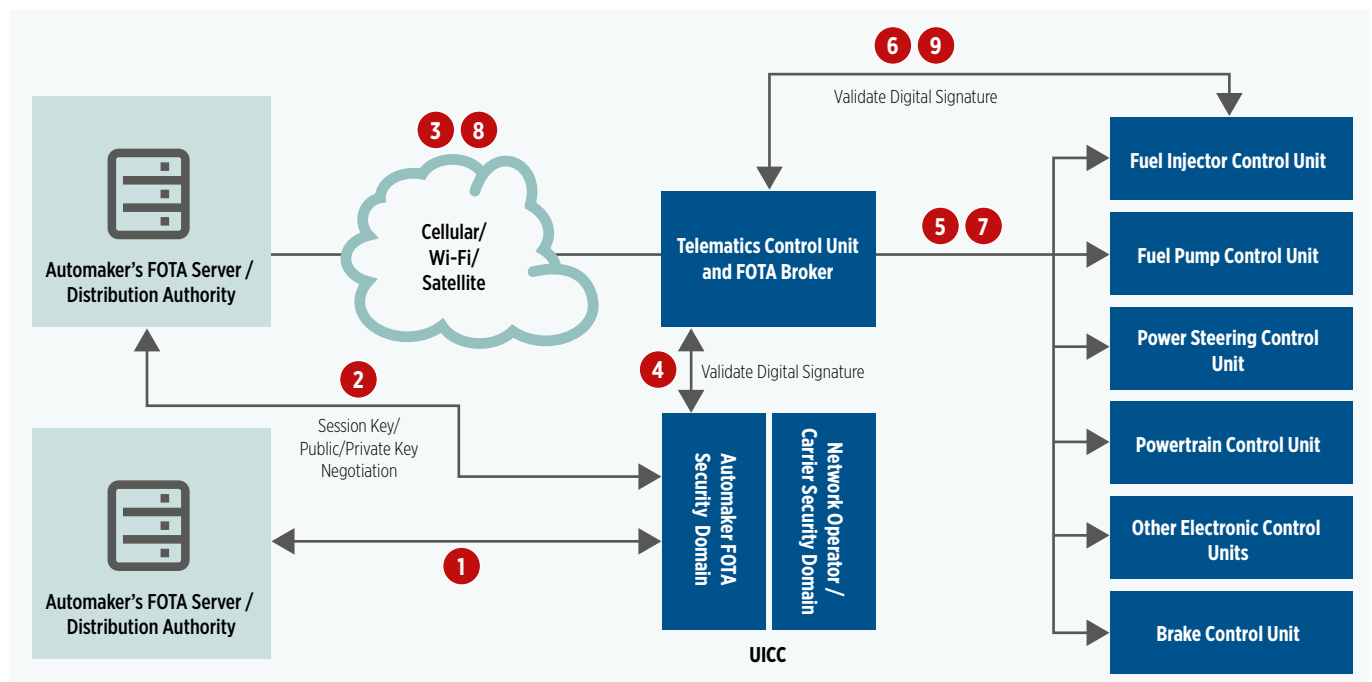 6 9
Validate Digital Signature
3 8
Cellular/
Wi-Fi/
Satellite
Automaker's FOTA Server /
Distribution Authority
Telematics Control Unit
and FOTA Broker
5 7
Fuel Injector Control Unit
Fuel Pump Control Unit
Power Steering Control
Unit
Powertrain Control Unit
Other Electronic Control
Units
Brake Control Unit
2
Session Key/
Public/Private Key
Negotiation
4
Validate Digital Signature
Automaker FOTA
Security Domain
Network Operator /
Carrier Security Domain
UICC
1
Automaker's FOTA Server /
Distribution Authority